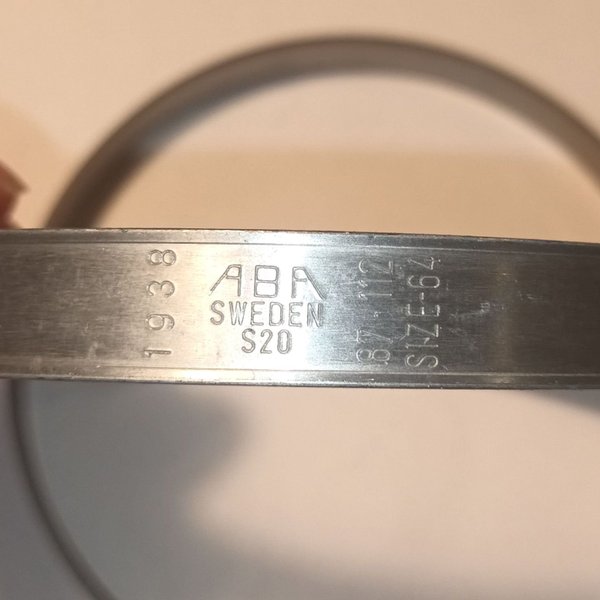 1938
ABA
SWEDEN
S20
87-112
SIZE-64